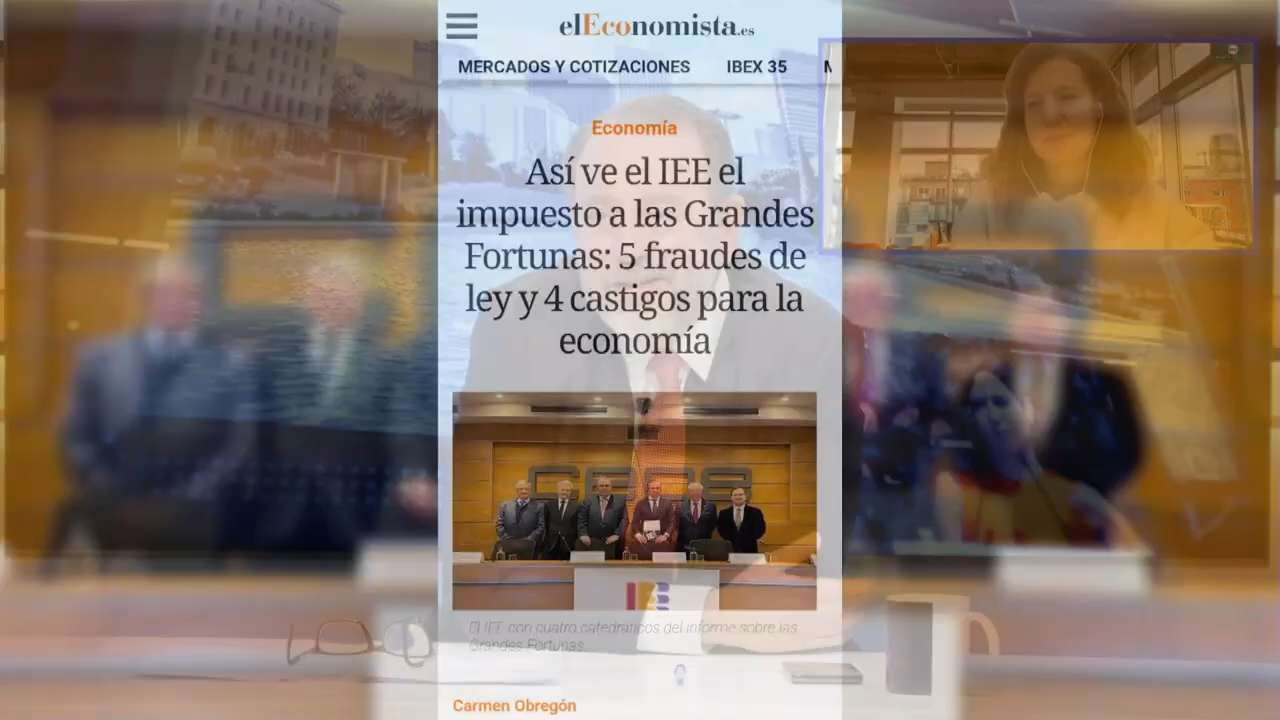 elEconomista.es
MERCADOS Y COTIZACIONES IBEX 35
Economía
Así ve el IEE el
impuesto a las Grandes
Fortunas: 5 fraudes de
ley y 4 castigos para la
economía
CEOE
IEE
El IEE con cuatro catedráticos del informe sobre las
Grandes Fortunas.
Carmen Obregón